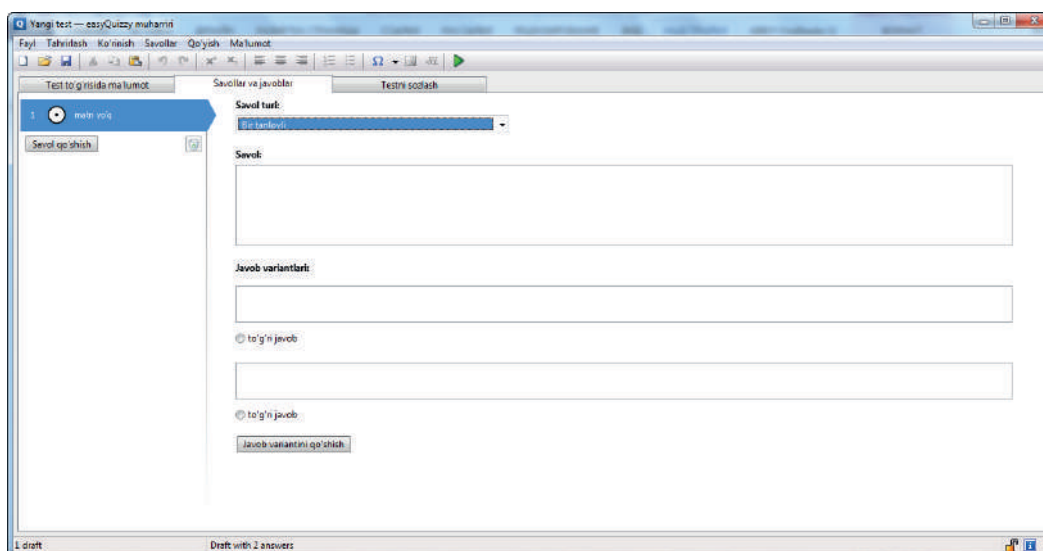 Yangi test — easyQuizzy muharriri
Fayl Tahrirlash Ko'rinish Savollar Qo'yish Ma'lumot
Test to'g'risida ma'lumot Savollar va javoblar Testni sozlash
1 matn yo'q
Savol turi:
Bir tanlovli
Savol qo'shish
Savol:
Javob variantlari:
to'g'ri javob
to'g'ri javob
Javob variantini qo'shish
1 draft Draft with 2 answers